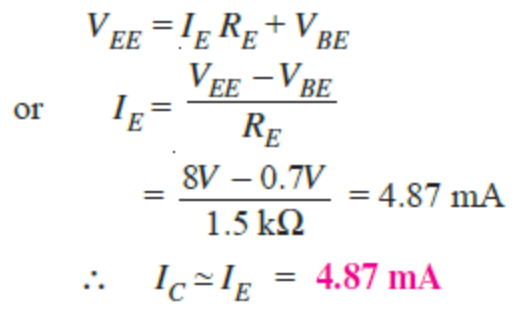 V_EE = I_E R_E + V_BE
or I_E = (V_EE – V_BE) / R_E
= (8V – 0.7V) / (1.5 kΩ) = 4.87 mA
∴ I_C ≃ I_E = 4.87 mA